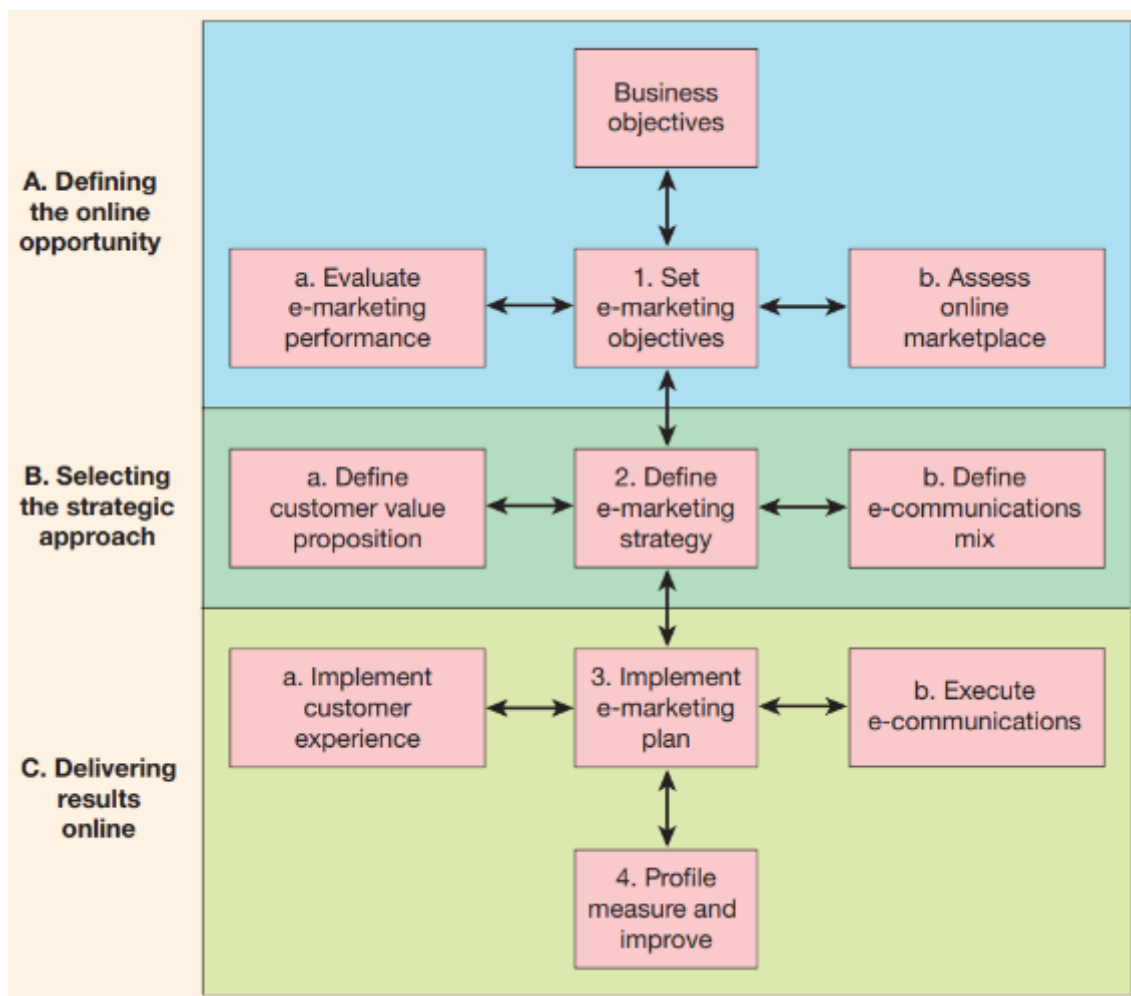 Business
objectives
A. Defining
the online
opportunity
a. Evaluate
e-marketing
performance
1. Set
e-marketing
objectives
b. Assess
online
marketplace
B. Selecting
the strategic
approach
a. Define
customer value
proposition
2. Define
e-marketing
strategy
b. Define
e-communications
mix
a. Implement
customer
experience
3. Implement
e-marketing
plan
b. Execute
e-communications
C. Delivering
results
online
4. Profile
measure and
improve